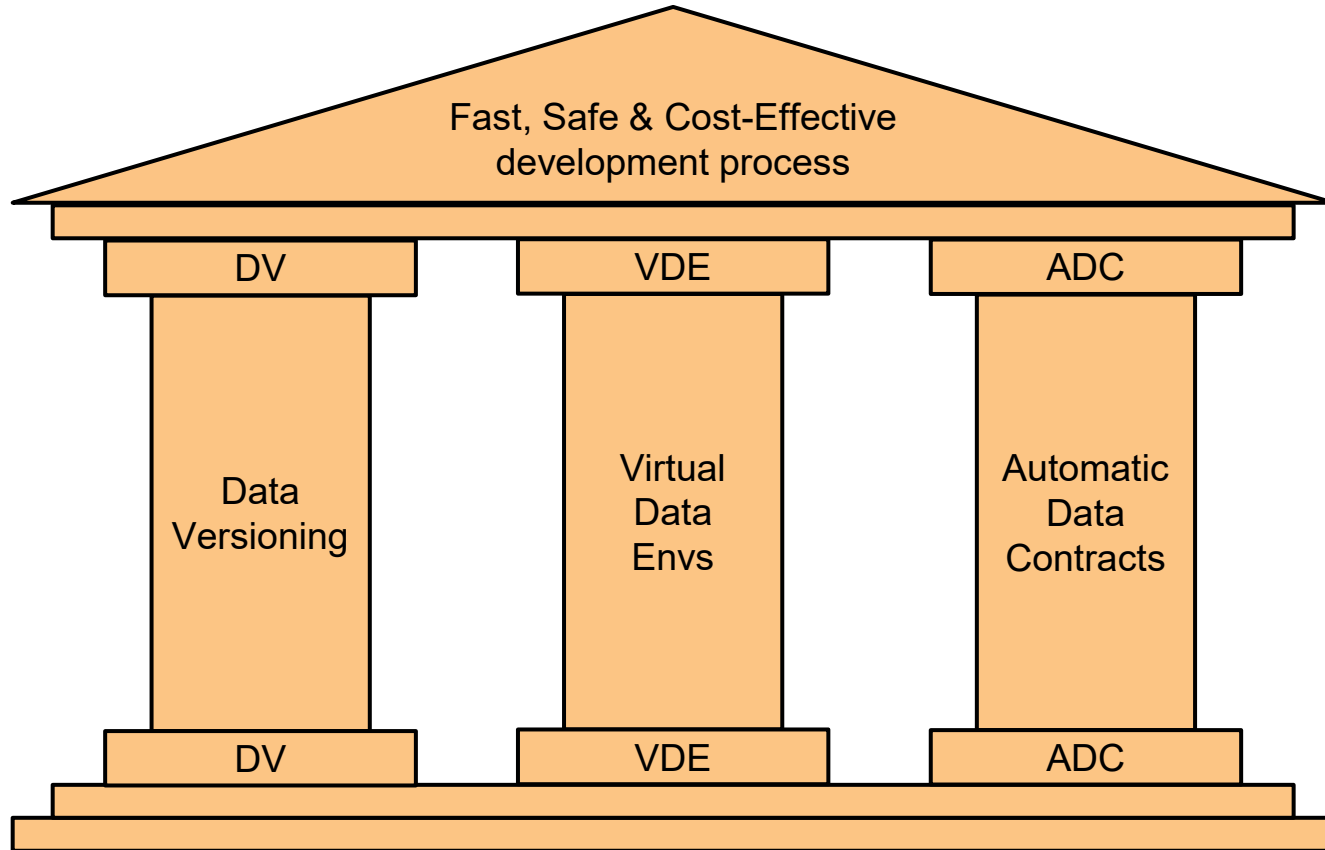 Fast, Safe & Cost-Effective
development process
DV
VDE
ADC
Data
Versioning
Virtual
Data
Envs
Automatic
Data
Contracts
DV
VDE
ADC